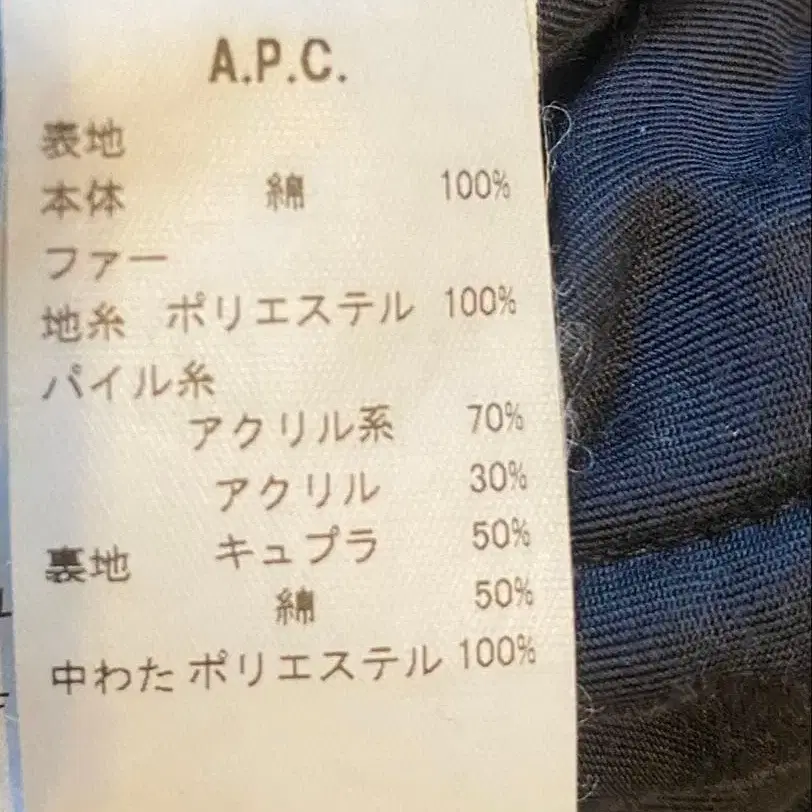 A.P.C.
表地
本体 綿 100%
ファー
地糸 ポリエステル 100%
パイル糸
アクリル系 70%
アクリル 30%
裏地 キュプラ 50%
綿 50%
中わた ポリエステル 100%